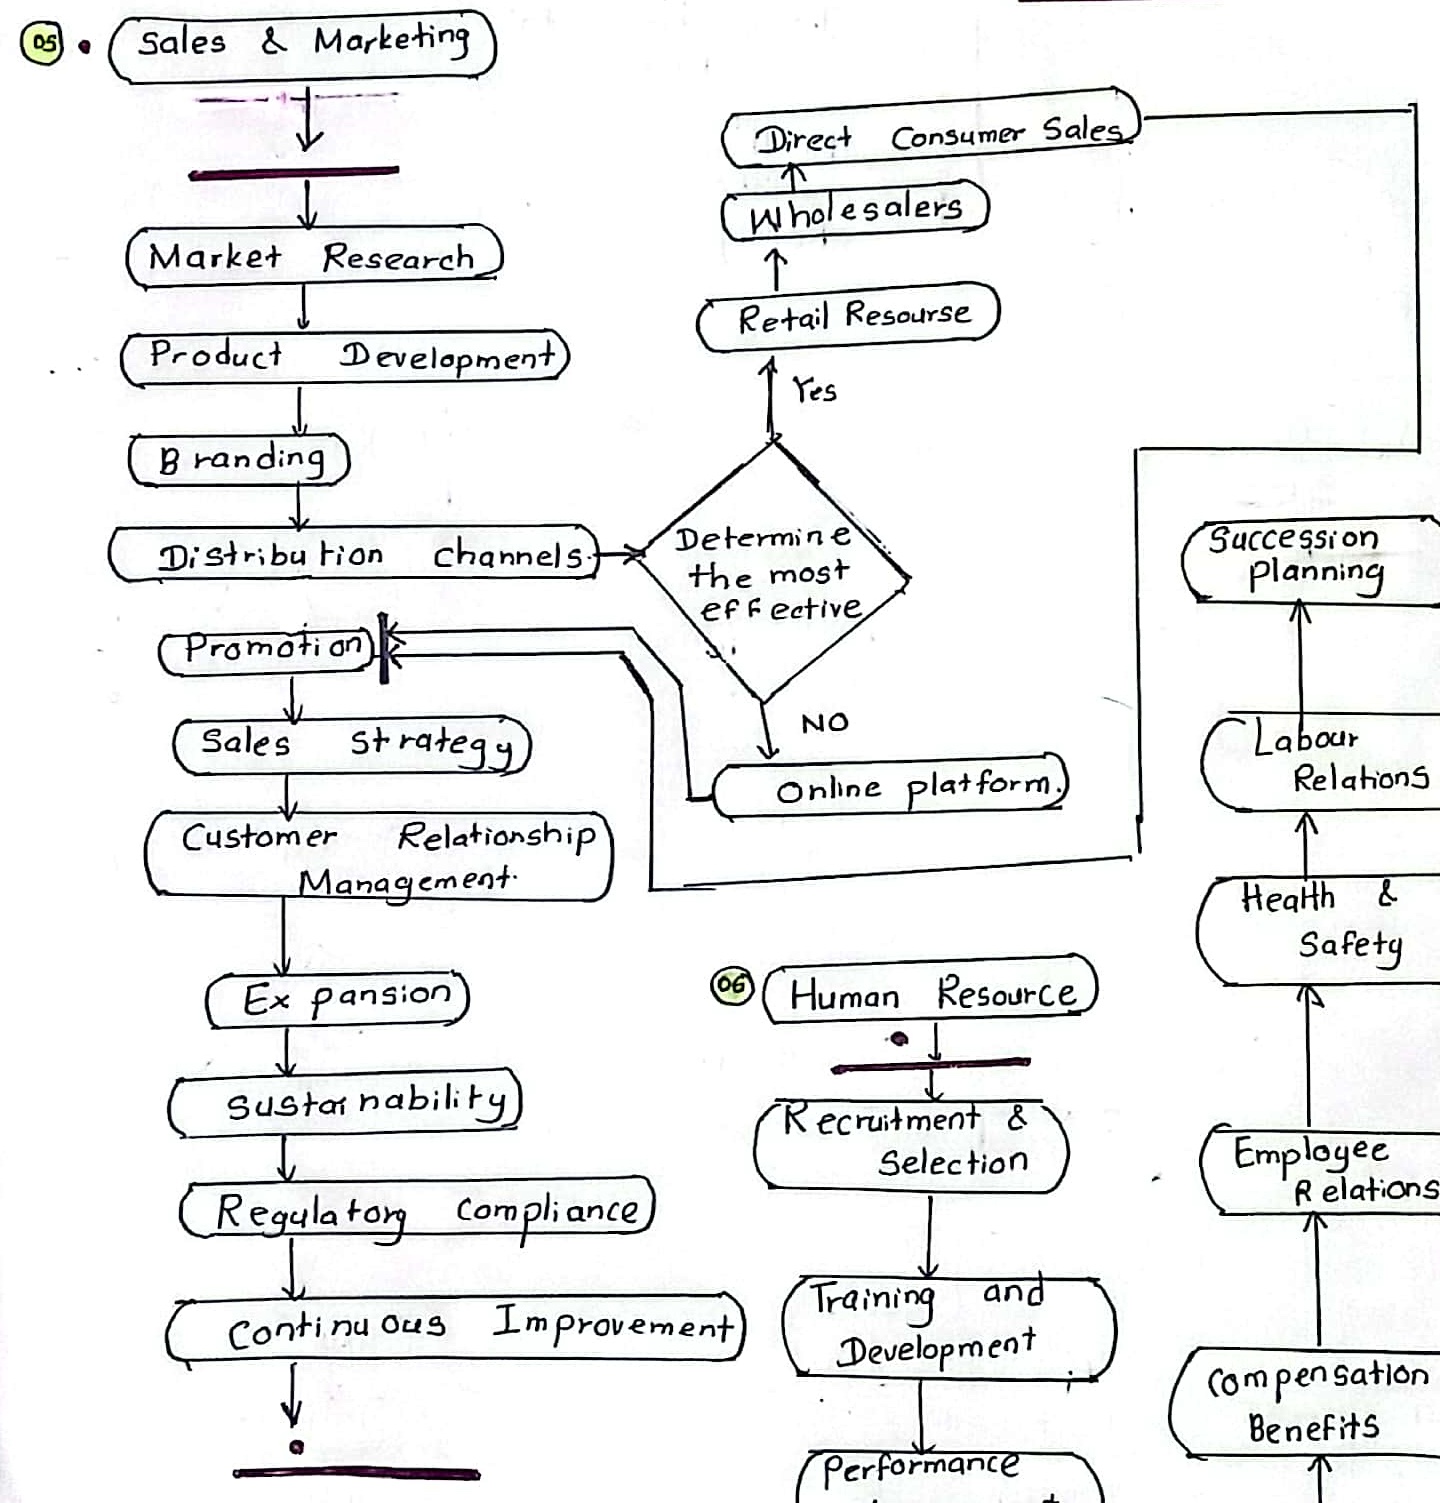 05
Sales & Marketing
Market Research
Product Development
Branding
Distribution channels.
Determine
the most
effective
Yes
Retail Resourse
Wholesalers
Direct Consumer Sales
NO
Online platform.
Promotion
Sales strategy
Customer Relationship
Management.
Expansion
Sustainability
Regulatory compliance
Continuous Improvement
06
Human Resource
Recruitment &
Selection
Training and
Development
Performance
Compensation
Benefits
Employee
Relations
Health &
Safety
Labour
Relations
Succession
planning